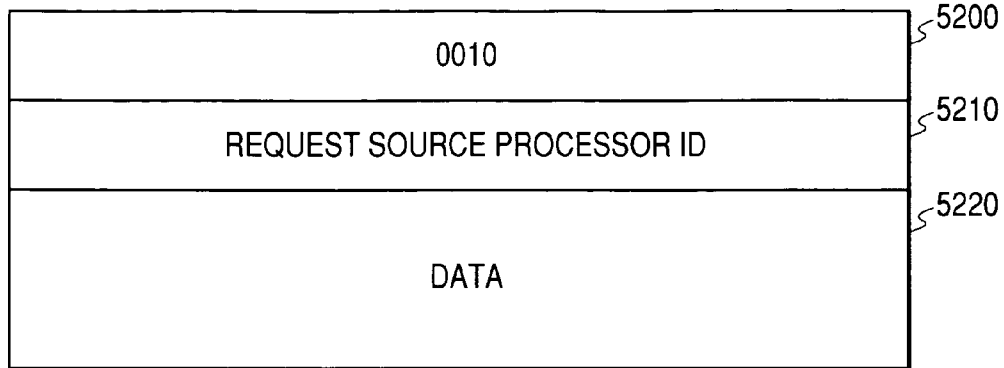 0010
5200
REQUEST SOURCE PROCESSOR ID
5210
DATA
5220